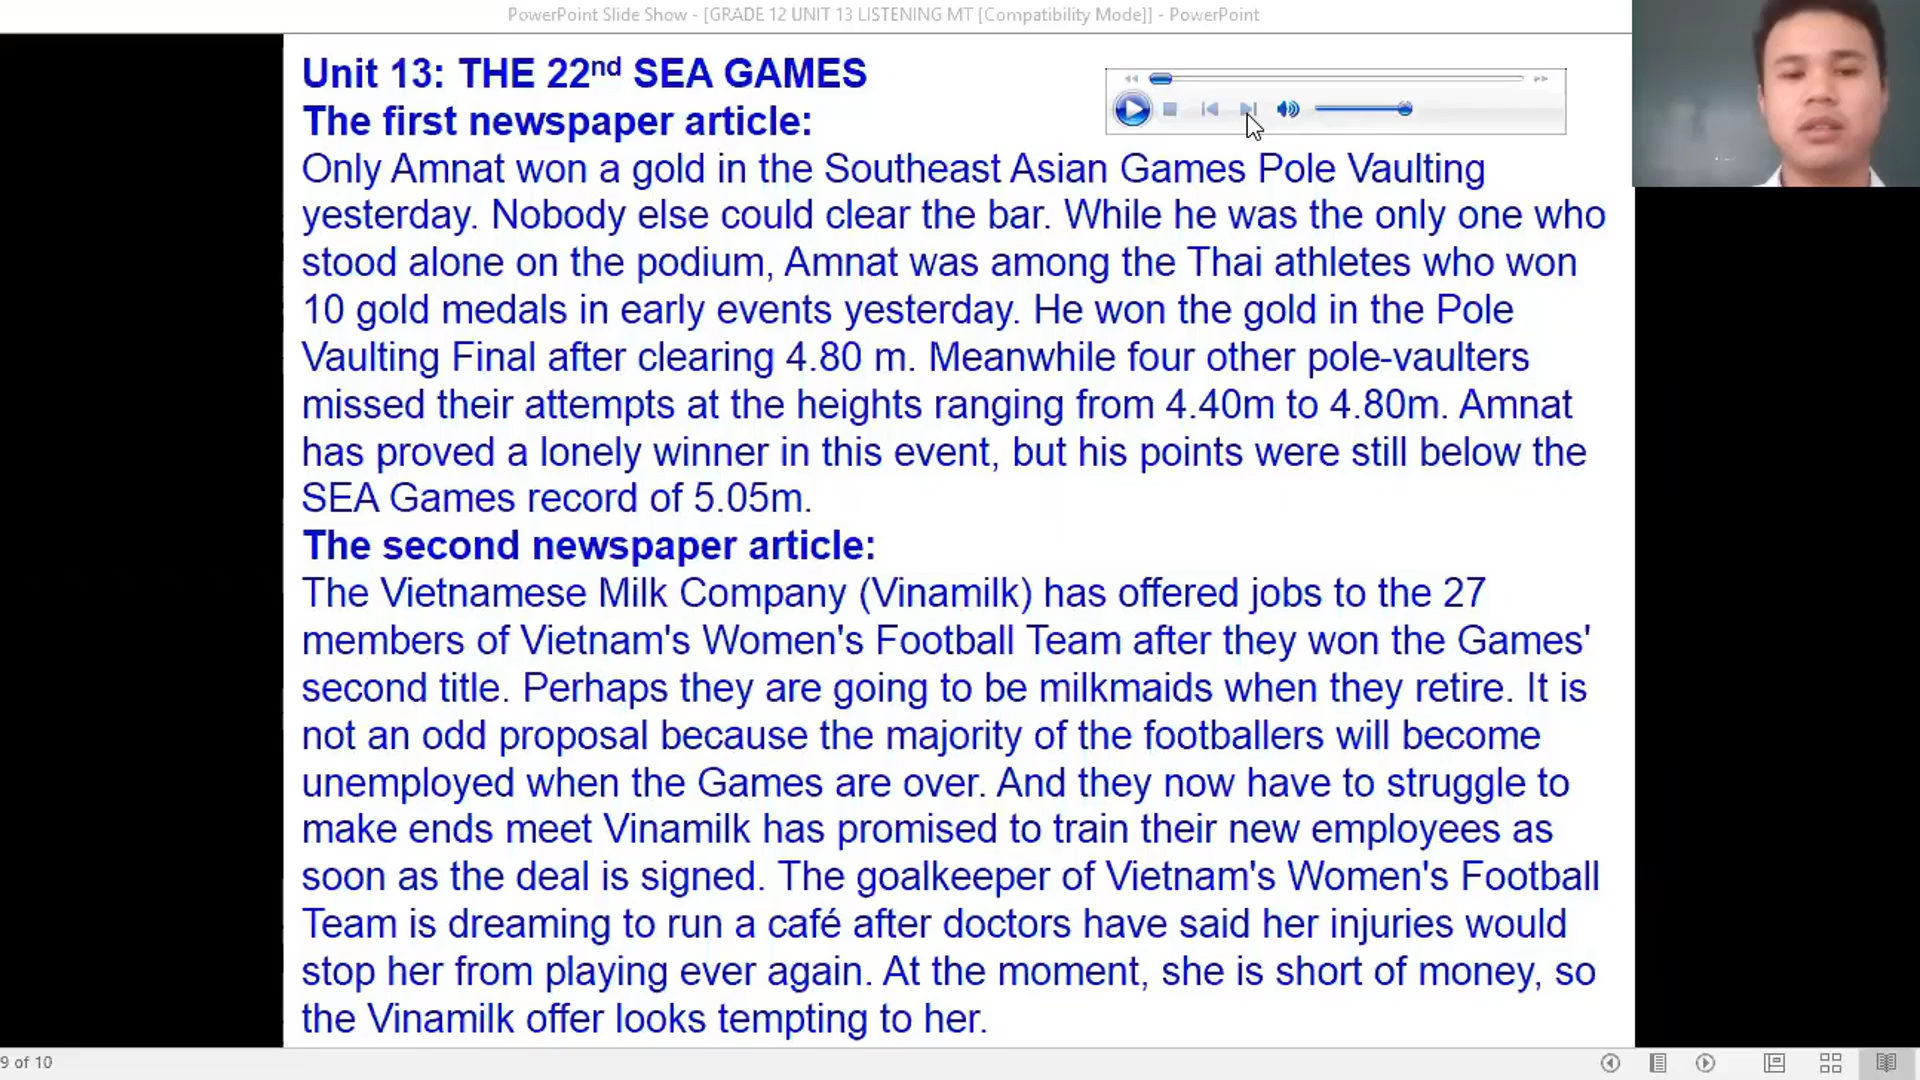 PowerPoint Slide Show - [GRADE 12 UNIT 13 LISTENING MT [Compatibility Mode]] - PowerPoint
Unit 13: THE 22nd SEA GAMES
The first newspaper article:
Only Amnat won a gold in the Southeast Asian Games Pole Vaulting
yesterday. Nobody else could clear the bar. While he was the only one who
stood alone on the podium, Amnat was among the Thai athletes who won
10 gold medals in early events yesterday. He won the gold in the Pole
Vaulting Final after clearing 4.80 m. Meanwhile four other pole-vaulters
missed their attempts at the heights ranging from 4.40m to 4.80m. Amnat
has proved a lonely winner in this event, but his points were still below the
SEA Games record of 5.05m.
The second newspaper article:
The Vietnamese Milk Company (Vinamilk) has offered jobs to the 27
members of Vietnam's Women's Football Team after they won the Games'
second title. Perhaps they are going to be milkmaids when they retire. It is
not an odd proposal because the majority of the footballers will become
unemployed when the Games are over. And they now have to struggle to
make ends meet Vinamilk has promised to train their new employees as
soon as the deal is signed. The goalkeeper of Vietnam's Women's Football
Team is dreaming to run a café after doctors have said her injuries would
stop her from playing ever again. At the moment, she is short of money, so
the Vinamilk offer looks tempting to her.
9 of 10